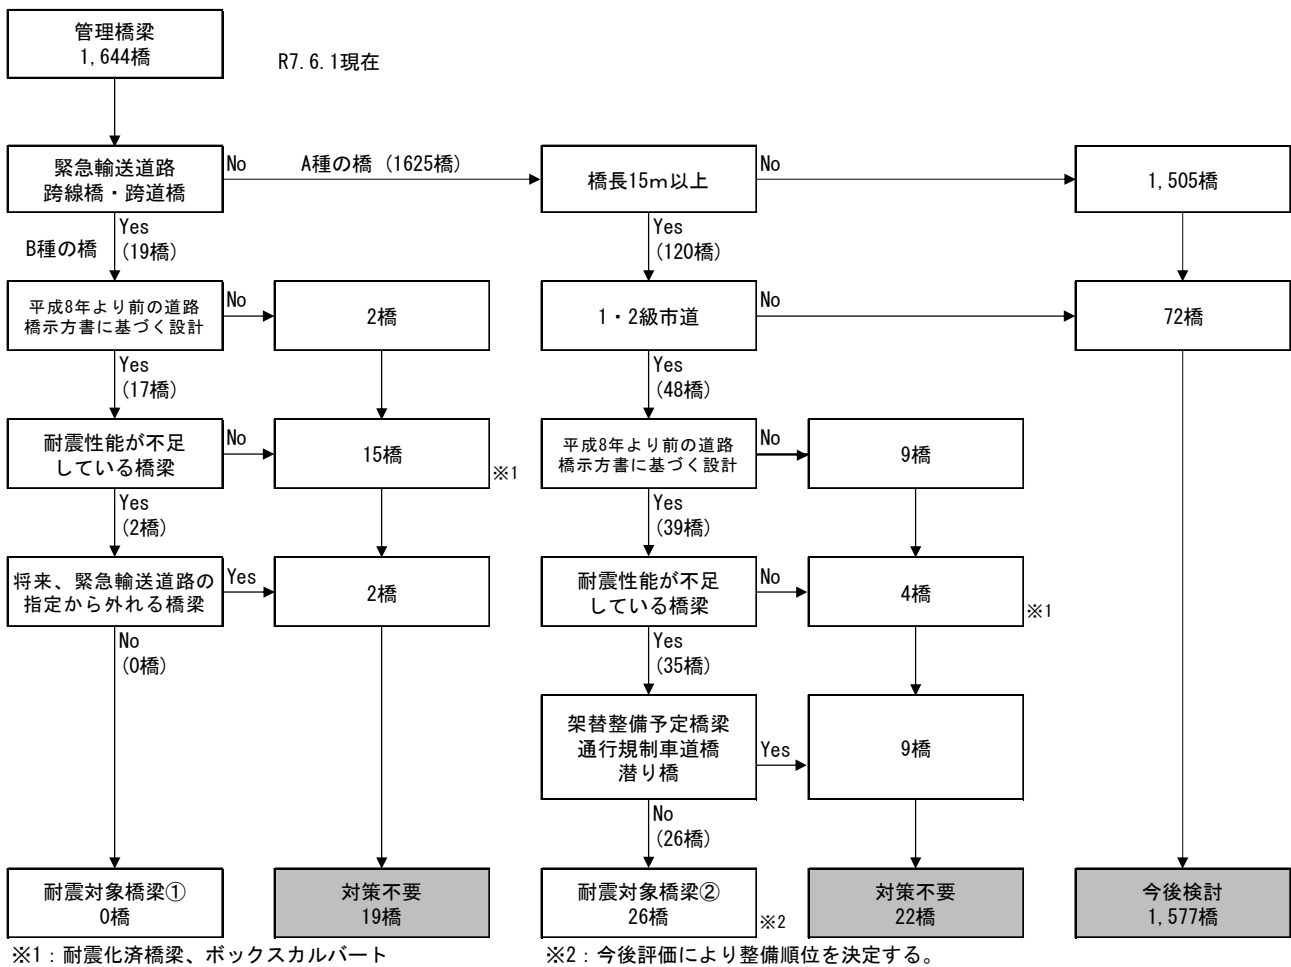 管理橋梁
1,644橋
R7.6.1現在
緊急輸送道路
跨線橋・跨道橋
No
A種の橋（1625橋）
橋長15ｍ以上
No
1,505橋
Yes
(19橋)
B種の橋
Yes
(120橋)
平成8年より前の道路
橋示方書に基づく設計
No
2橋
1・2級市道
No
72橋
Yes
(17橋)
Yes
(48橋)
耐震性能が不足
している橋梁
No
15橋
※1
平成8年より前の道路
橋示方書に基づく設計
No
9橋
Yes
(2橋)
Yes
(39橋)
将来、緊急輸送道路の
指定から外れる橋梁
Yes
2橋
耐震性能が不足
している橋梁
No
4橋
※1
No
(0橋)
Yes
(35橋)
架替整備予定橋梁
通行規制車道橋
潜り橋
Yes
9橋
No
(26橋)
耐震対象橋梁①
0橋
対策不要
19橋
耐震対象橋梁②
26橋
※2
対策不要
22橋
今後検討
1,577橋
※1：耐震化済橋梁、ボックスカルバート
※2：今後評価により整備順位を決定する。